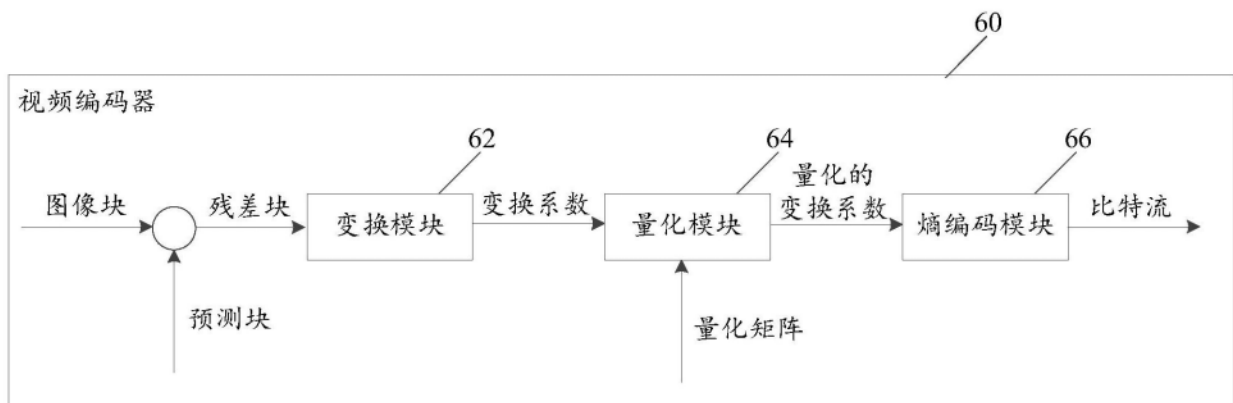 60
视频编码器
62
64
66
图像块
残差块
变换模块
变换系数
量化模块
量化的
变换系数
熵编码模块
比特流
预测块
量化矩阵